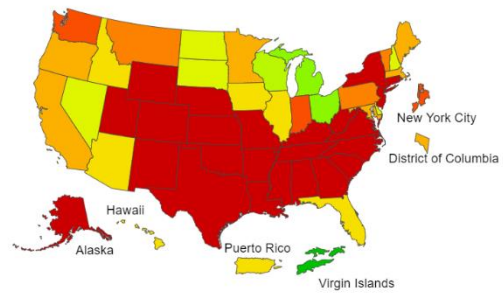 New York City
District of Columbia
Hawaii
Alaska
Puerto Rico
Virgin Islands